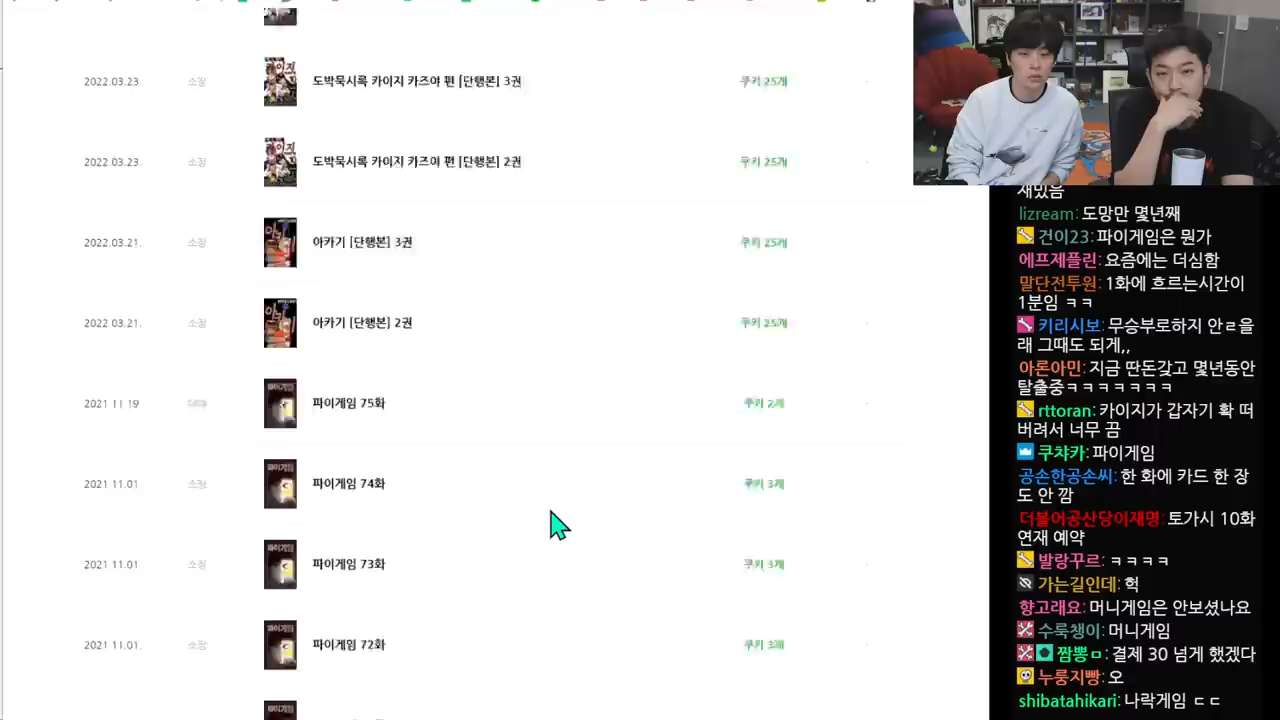 2022.03.23
소장
도박묵시록 카이지 카즈야 편 [단행본] 3권
쿠키 25개
2022.03.23.
소장
도박묵시록 카이지 카즈야 편 [단행본] 2권
쿠키 25개
2022.03.21.
소장
아카기 [단행본] 3권
쿠키 25개
2022.03.21.
소장
아카기 [단행본] 2권
쿠키 25개
2021 11 19
대여
파이게임 75화
쿠키 2개
2021 11.01.
소장
파이게임 74화
쿠키 3개
2021 11.01
소장
파이게임 73화
쿠키 3개
2021 11.01.
소장
파이게임 72화
쿠키 3개
재밌음
lizream: 도망만 몇년째
건이23: 파이게임은 뭔가
에프제플린: 요즘에는 더심함
말단전투원: 1화에 흐르는시간이
1분임 ㅋㅋ
키리시보: 무승부로하지 안ㄹ을
래 그때도 되게,,
아론아민: 지금 딴돈갖고 몇년동안
탈출중ㅋㅋㅋㅋㅋㅋㅋ
rttoran: 카이지가 갑자기 확 떠
버려서 너무 끔
쿠챠카: 파이게임
공손한공손씨: 한 화에 카드 한 장
도 안 깜
더불어공산당이재명: 토가시 10화
연재 예약
발랑꾸르: ㅋㅋㅋㅋ
가는길인데: 헉
향고래요: 머니게임은 안보셨나요
수룩챙이: 머니게임
짬뽕ㅁ: 결제 30 넘게 했겠다
누룽지빵: 오
shibatahikari: 나락게임 ㄷㄷ